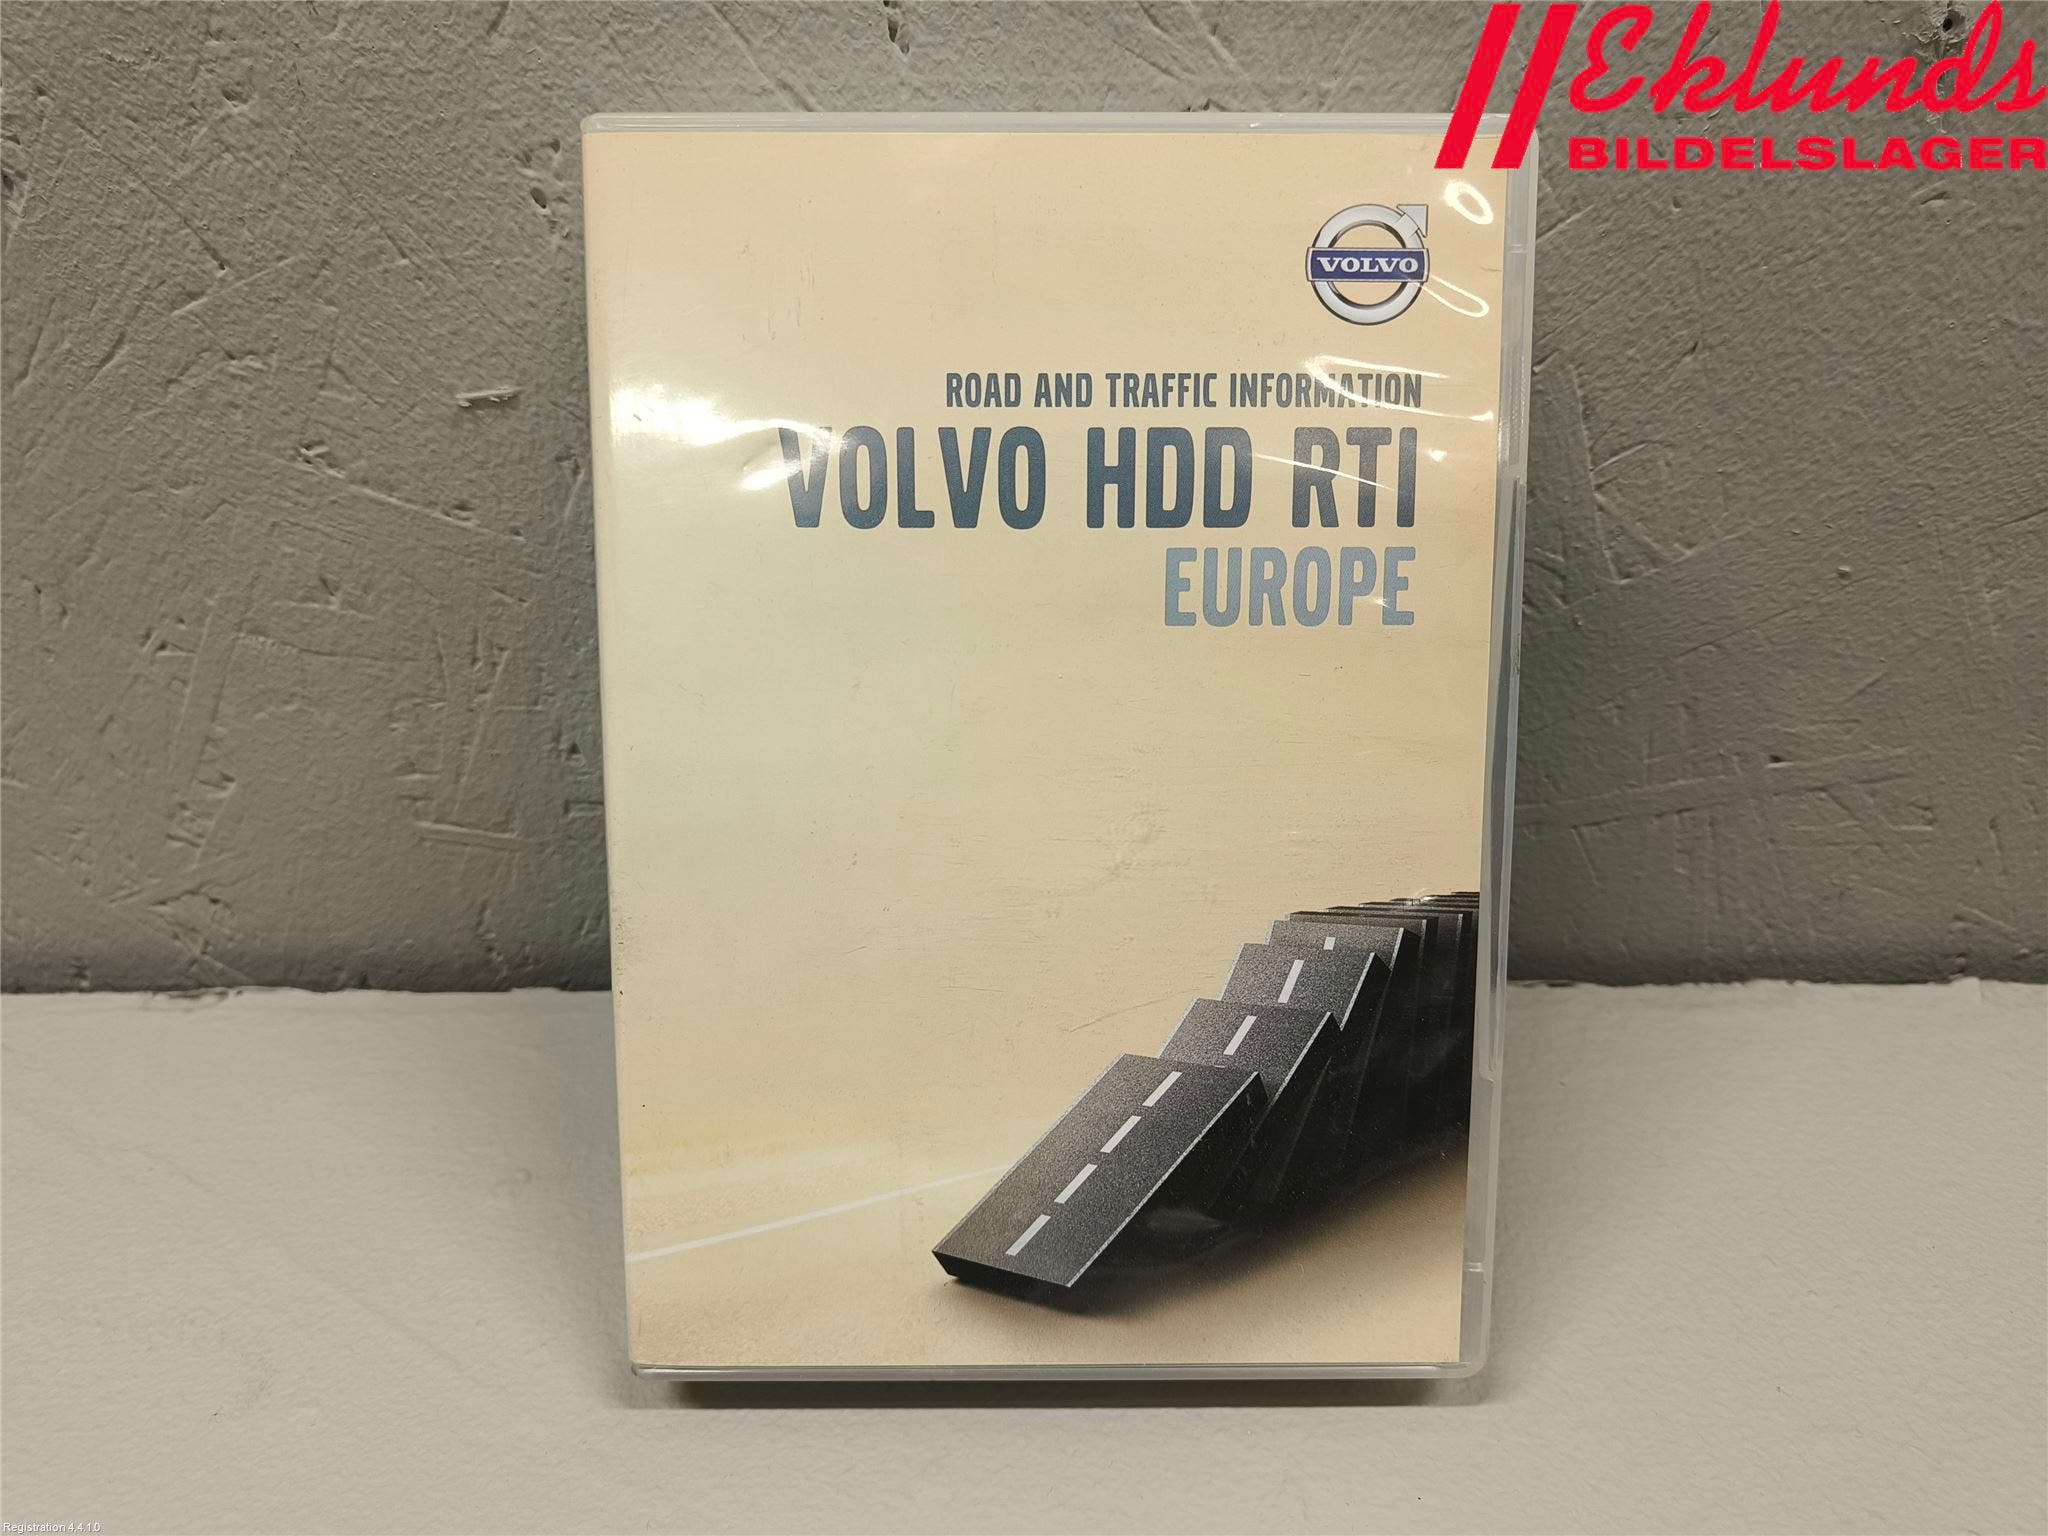 Eklunds
BILDELSLAGER
VOLVO
ROAD AND TRAFFIC INFORMATION
VOLVO HDD RTI
EUROPE
Registration 4.4.1.0